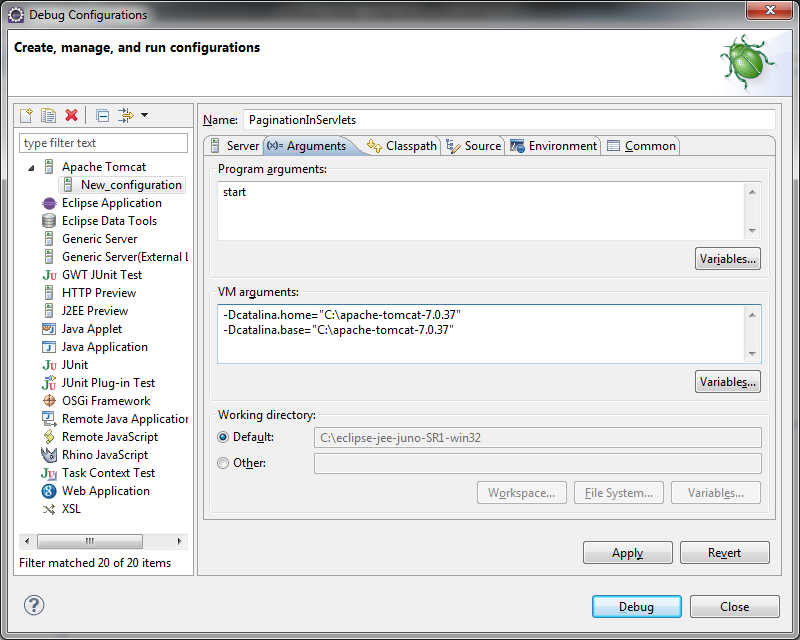 Debug Configurations
Create, manage, and run configurations
type filter text
Apache Tomcat
New_configuration
Eclipse Application
Eclipse Data Tools
Generic Server
Generic Server(External L
GWT JUnit Test
HTTP Preview
J2EE Preview
Java Applet
Java Application
JUnit
JUnit Plug-in Test
OSGi Framework
Remote Java Application
Remote JavaScript
Rhino JavaScript
Task Context Test
Web Application
XSL
Filter matched 20 of 20 items
Name: PaginationInServlets
Server (x)= Arguments Classpath Source Environment Common
Program arguments:
start
Variables...
VM arguments:
-Dcatalina.home="C:\apache-tomcat-7.0.37"
-Dcatalina.base="C:\apache-tomcat-7.0.37"
Variables...
Working directory:
Default: C:\eclipse-jee-juno-SR1-win32
Other:
Workspace... File System... Variables...
Apply Revert
? Debug Close